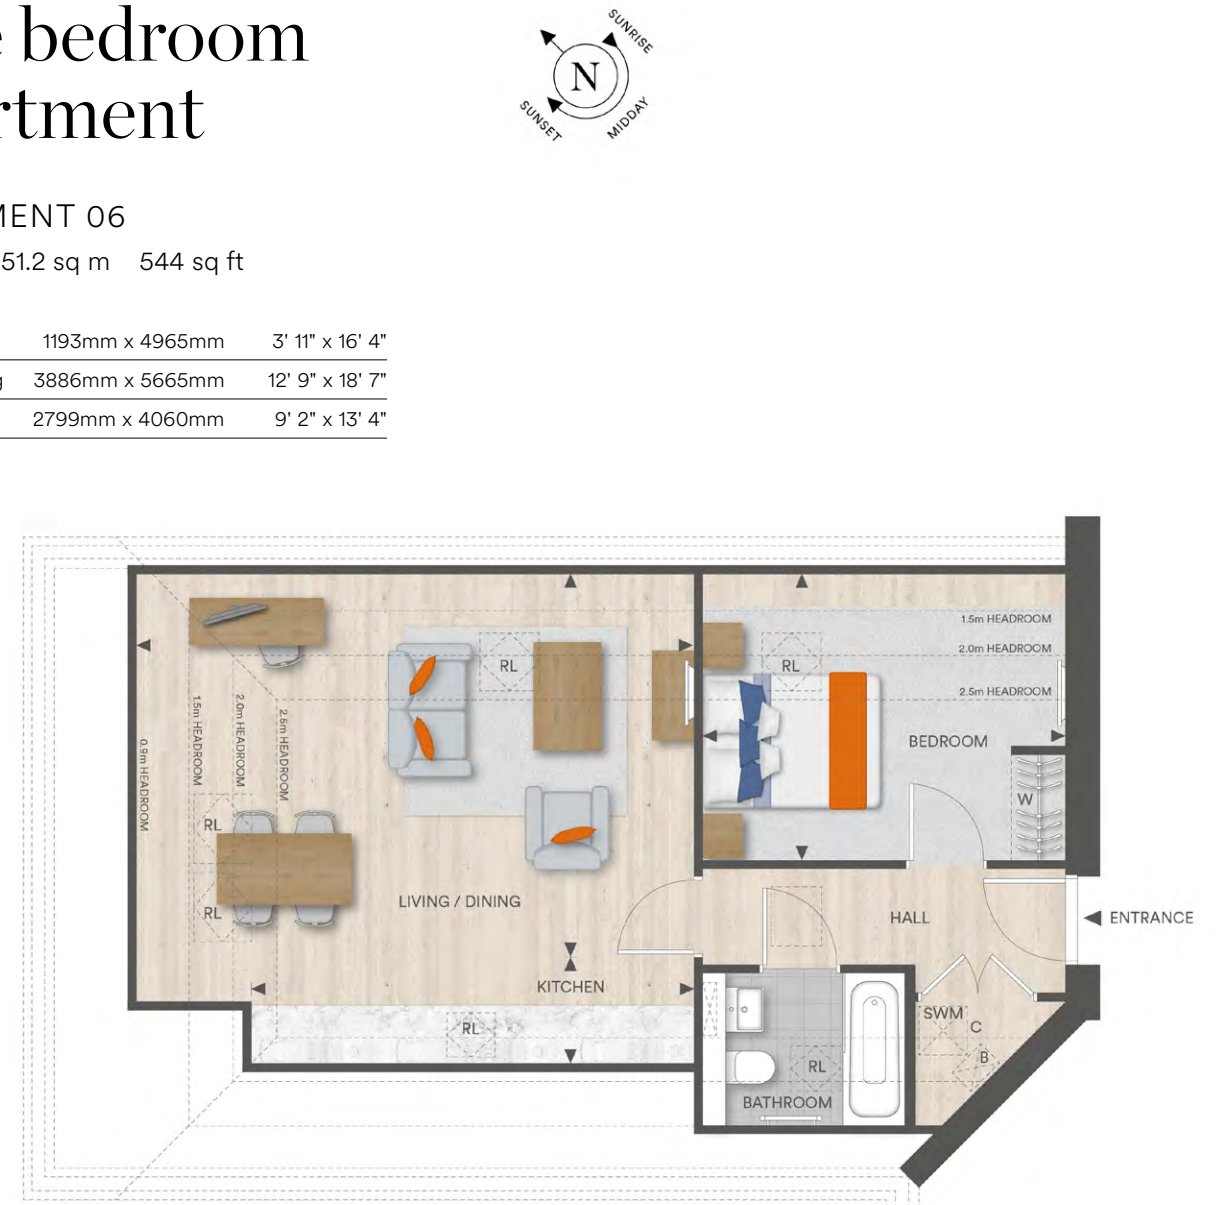 e bedroom
rtment
N
SUNRISE
MIDDAY
SUNSET
MENT 06
51.2 sq m 544 sq ft
1193mm x 4965mm 3' 11" x 16' 4"
g 3886mm x 5665mm 12' 9" x 18' 7"
2799mm x 4060mm 9' 2" x 13' 4"
1.5m HEADROOM
2.0m HEADROOM
2.5m HEADROOM
RL
RL
BEDROOM
W
0.9m HEADROOM
1.5m HEADROOM
2.0m HEADROOM
2.5m HEADROOM
RL
RL
LIVING / DINING
HALL
ENTRANCE
KITCHEN
RL
SWM
C
B
RL
BATHROOM